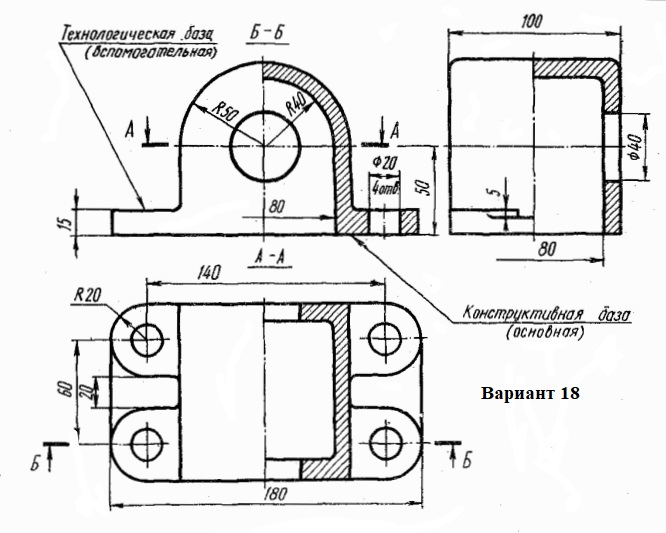 Технологическая база
(вспомогательная)
Б-Б
100
R50
R40
А
А
Ф20
4отв.
50
Ф40
15
80
5
80
А-А
140
R20
Конструктивная база
(основная)
60
20
Вариант 18
Б
Б
180